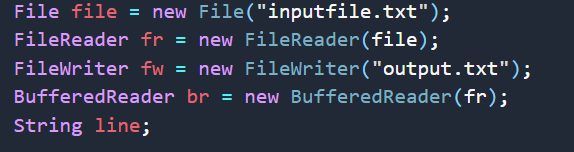 File file = new File("inputfile.txt");
FileReader fr = new FileReader(file);
FileWriter fw = new FileWriter("output.txt");
BufferedReader br = new BufferedReader(fr);
String line;